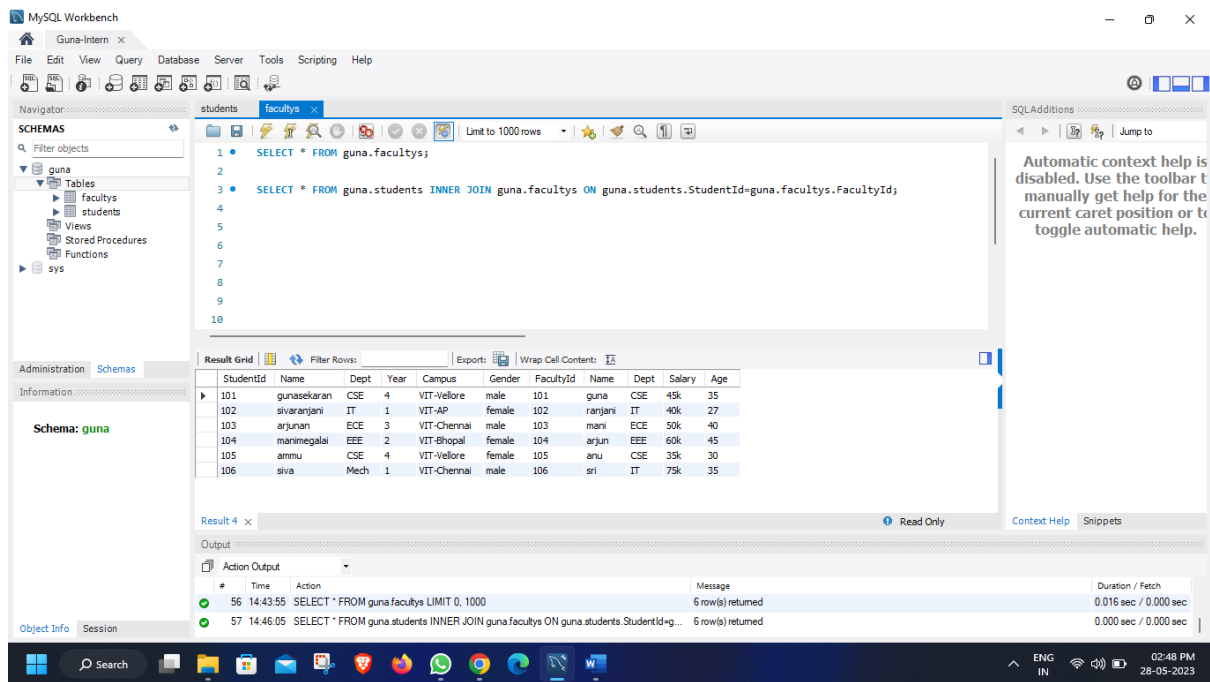 MySQL Workbench
Guna-Intern
File Edit View Query Database Server Tools Scripting Help
Navigator
SCHEMAS
Filter objects
guna
Tables
facultys
students
Views
Stored Procedures
Functions
sys
Administration Schemas
Information
Schema: guna
Object Info Session
students facultys
Limit to 1000 rows
1 SELECT * FROM guna.facultys;
2
3 SELECT * FROM guna.students INNER JOIN guna.facultys ON guna.students.StudentId=guna.facultys.FacultyId;
4
5
6
7
8
9
10
Result Grid Filter Rows: Export: Wrap Cell Content:
StudentId Name Dept Year Campus Gender FacultyId Name Dept Salary Age
101 gunasekaran CSE 4 VIT-Vellore male 101 guna CSE 45k 35
102 sivaranjani IT 1 VIT-AP female 102 ranjani IT 40k 27
103 arjunan ECE 3 VIT-Chennai male 103 mani ECE 50k 40
104 manimegalai EEE 2 VIT-Bhopal female 104 arjun EEE 60k 45
105 ammu CSE 4 VIT-Vellore female 105 anu CSE 35k 30
106 siva Mech 1 VIT-Chennai male 106 sri IT 75k 35
Result 4 Read Only
Output
Action Output
# Time Action Message Duration / Fetch
56 14:43:55 SELECT * FROM guna.facultys LIMIT 0, 1000 6 row(s) returned 0.016 sec / 0.000 sec
57 14:46:05 SELECT * FROM guna.students INNER JOIN guna.facultys ON guna.students.StudentId=g... 6 row(s) returned 0.000 sec / 0.000 sec
SQLAdditions
Jump to
Automatic context help is
disabled. Use the toolbar t
manually get help for the
current caret position or to
toggle automatic help.
Context Help Snippets
Search
ENG
IN
02:48 PM
28-05-2023